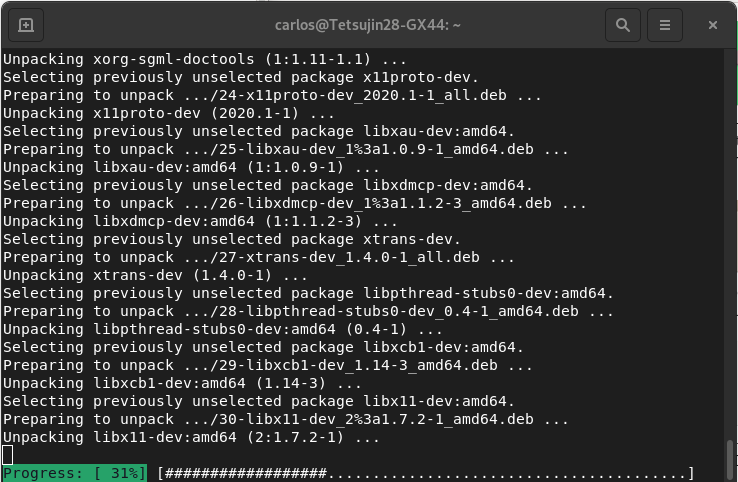 carlos@Tetsujin28-GX44: ~
Unpacking xorg-sgml-doctools (1:1.11-1.1) ...
Selecting previously unselected package x11proto-dev.
Preparing to unpack .../24-x11proto-dev_2020.1-1_all.deb ...
Unpacking x11proto-dev (2020.1-1) ...
Selecting previously unselected package libxau-dev:amd64.
Preparing to unpack .../25-libxau-dev_1%3a1.0.9-1_amd64.deb ...
Unpacking libxau-dev:amd64 (1:1.0.9-1) ...
Selecting previously unselected package libxdmcp-dev:amd64.
Preparing to unpack .../26-libxdmcp-dev_1%3a1.1.2-3_amd64.deb ...
Unpacking libxdmcp-dev:amd64 (1:1.1.2-3) ...
Selecting previously unselected package xtrans-dev.
Preparing to unpack .../27-xtrans-dev_1.4.0-1_all.deb ...
Unpacking xtrans-dev (1.4.0-1) ...
Selecting previously unselected package libpthread-stubs0-dev:amd64.
Preparing to unpack .../28-libpthread-stubs0-dev_0.4-1_amd64.deb ...
Unpacking libpthread-stubs0-dev:amd64 (0.4-1) ...
Selecting previously unselected package libxcb1-dev:amd64.
Preparing to unpack .../29-libxcb1-dev_1.14-3_amd64.deb ...
Unpacking libxcb1-dev:amd64 (1.14-3) ...
Selecting previously unselected package libx11-dev:amd64.
Preparing to unpack .../30-libx11-dev_2%3a1.7.2-1_amd64.deb ...
Unpacking libx11-dev:amd64 (2:1.7.2-1) ...
Progress: [ 31%] [##################........................................]